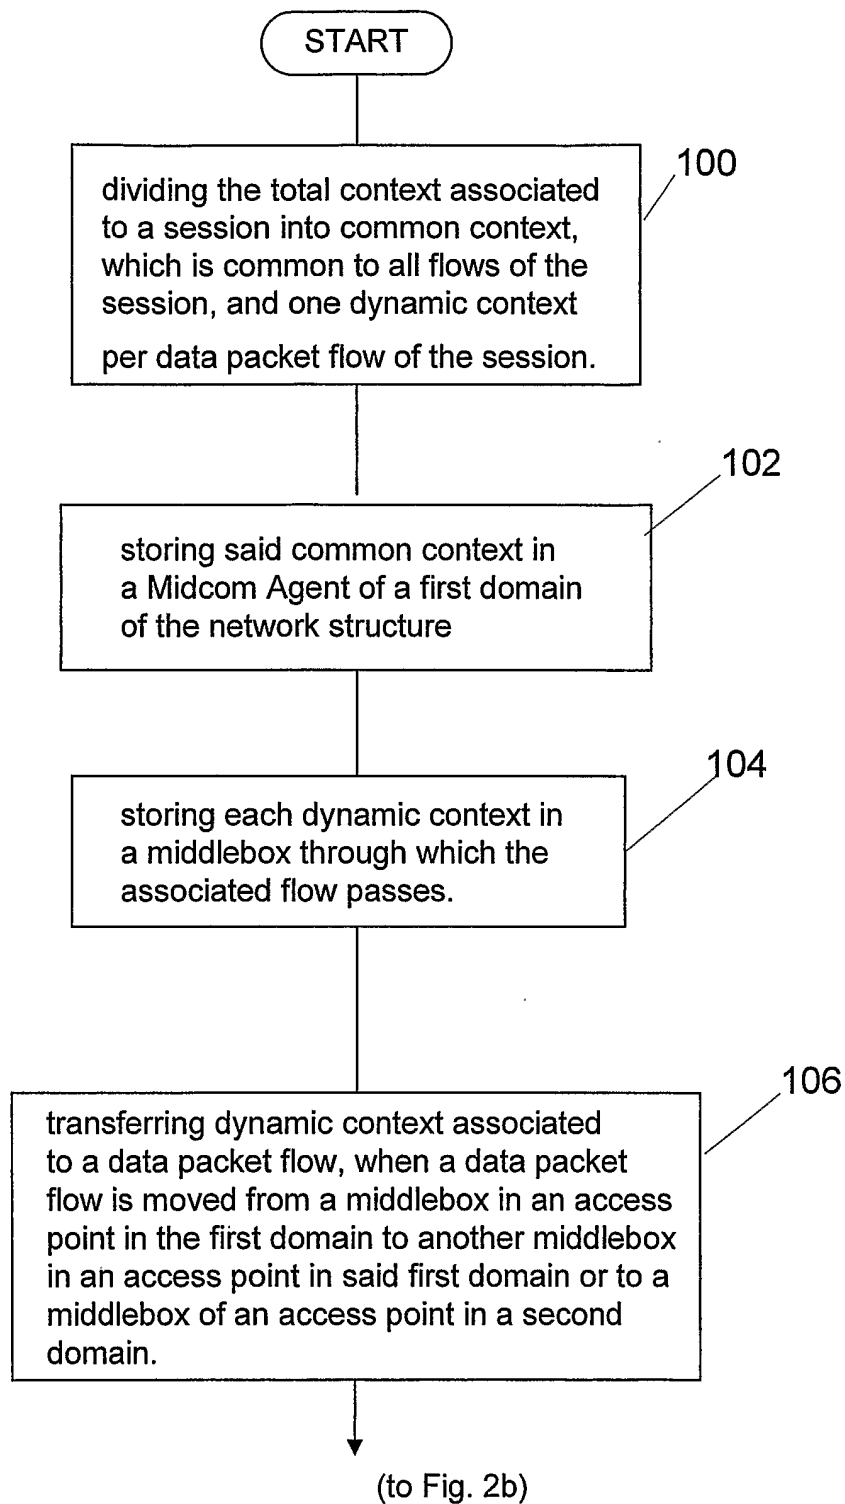 START
100
dividing the total context associated
to a session into common context,
which is common to all flows of the
session, and one dynamic context
per data packet flow of the session.
102
storing said common context in
a Midcom Agent of a first domain
of the network structure
104
storing each dynamic context in
a middlebox through which the
associated flow passes.
106
transferring dynamic context associated
to a data packet flow, when a data packet
flow is moved from a middlebox in an access
point in the first domain to another middlebox
in an access point in said first domain or to a
middlebox of an access point in a second
domain.
(to Fig. 2b)